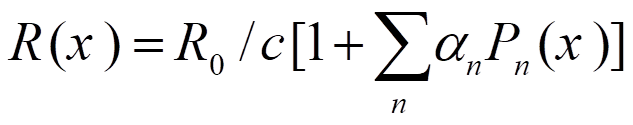 R(x) = R₀ / c[1 + ∑ₙ αₙPₙ(x)]